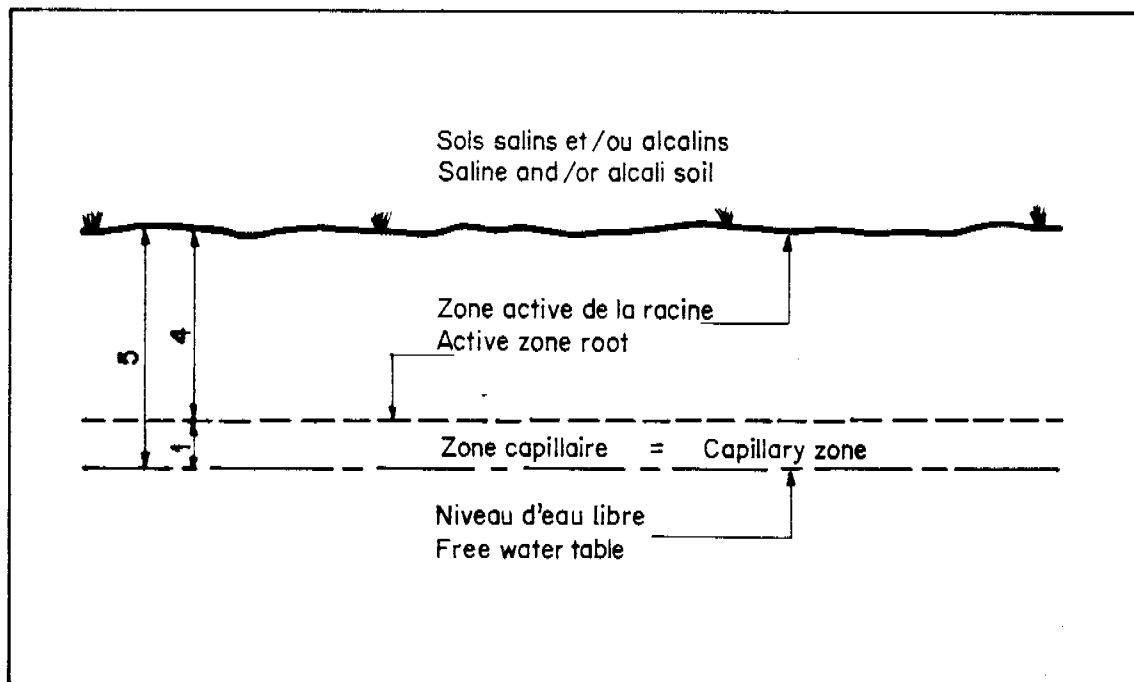 Sols salins et/ou alcalins
Saline and/or alcali soil
Zone active de la racine
Active zone root
5
4
1
Zone capillaire = Capillary zone
Niveau d'eau libre
Free water table